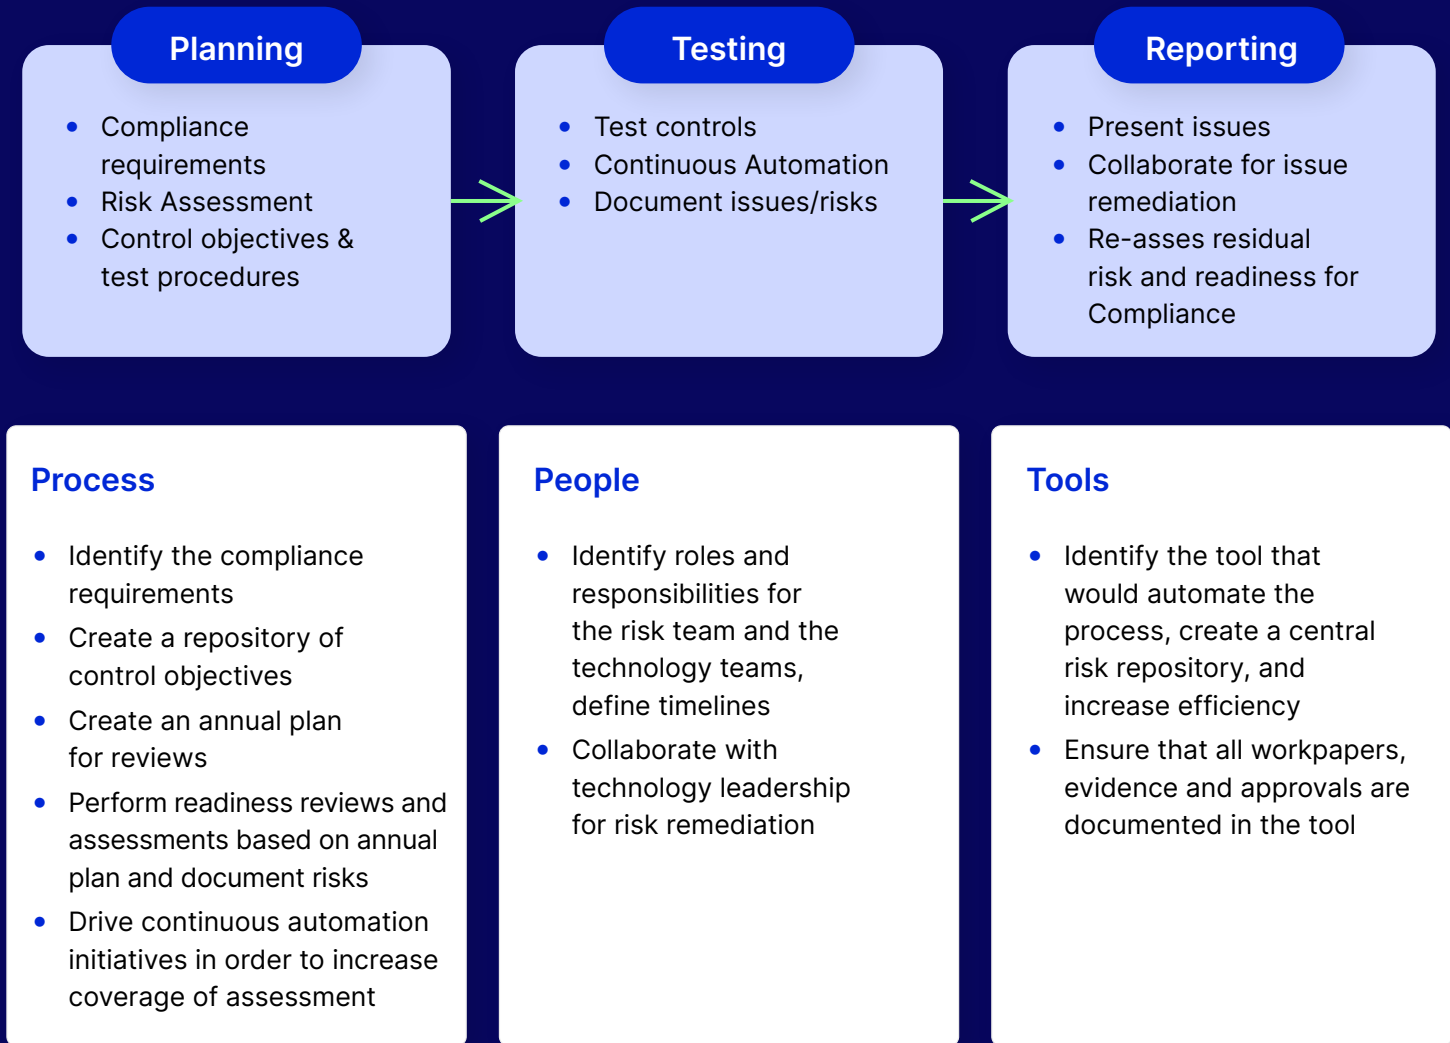 Planning
Compliance
requirements
Risk Assessment
Control objectives &
test procedures
Testing
Test controls
Continuous Automation
Document issues/risks
Reporting
Present issues
Collaborate for issue
remediation
Re-asses residual
risk and readiness for
Compliance
Process
Identify the compliance
requirements
Create a repository of
control objectives
Create an annual plan
for reviews
Perform readiness reviews and
assessments based on annual
plan and document risks
Drive continuous automation
initiatives in order to increase
coverage of assessment
People
Identify roles and
responsibilities for
the risk team and the
technology teams,
define timelines
Collaborate with
technology leadership
for risk remediation
Tools
Identify the tool that
would automate the
process, create a central
risk repository, and
increase efficiency
Ensure that all workpapers,
evidence and approvals are
documented in the tool